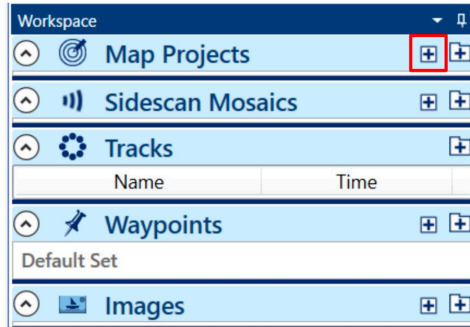 Workspace
Map Projects
Sidescan Mosaics
Tracks
Name Time
Waypoints
Default Set
Images